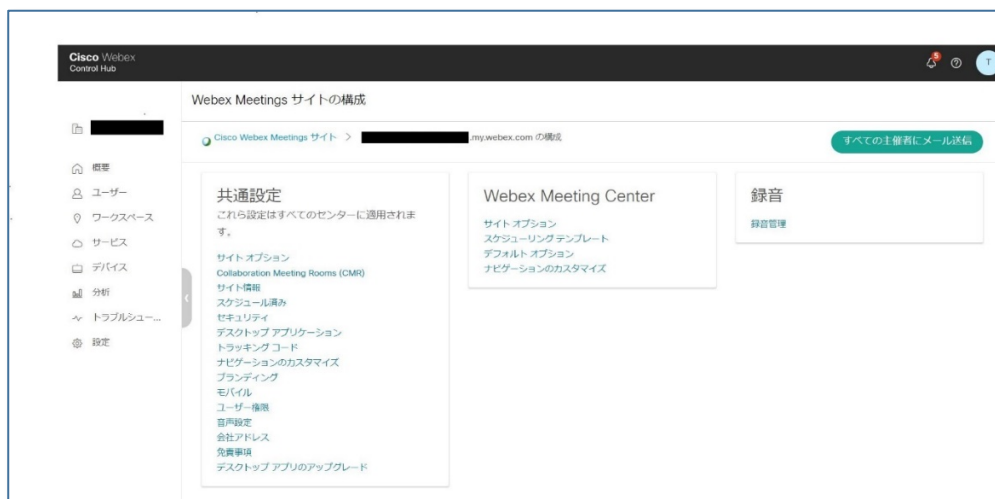 Cisco Webex
Control Hub
5
T
Webex Meetings サイトの構成
Cisco Webex Meetings サイト > .my.webex.com の構成
すべての主催者にメール送信
概要
ユーザー
ワークスペース
サービス
デバイス
分析
トラブルシュー...
設定
共通設定
これら設定はすべてのセンターに適用されま
す。
サイト オプション
Collaboration Meeting Rooms (CMR)
サイト情報
スケジュール済み
セキュリティ
デスクトップ アプリケーション
トラッキング コード
ナビゲーションのカスタマイズ
ブランディング
モバイル
ユーザー権限
音声設定
会社アドレス
免責事項
デスクトップ アプリのアップグレード
Webex Meeting Center
サイト オプション
スケジューリング テンプレート
デフォルト オプション
ナビゲーションのカスタマイズ
録音
録音管理